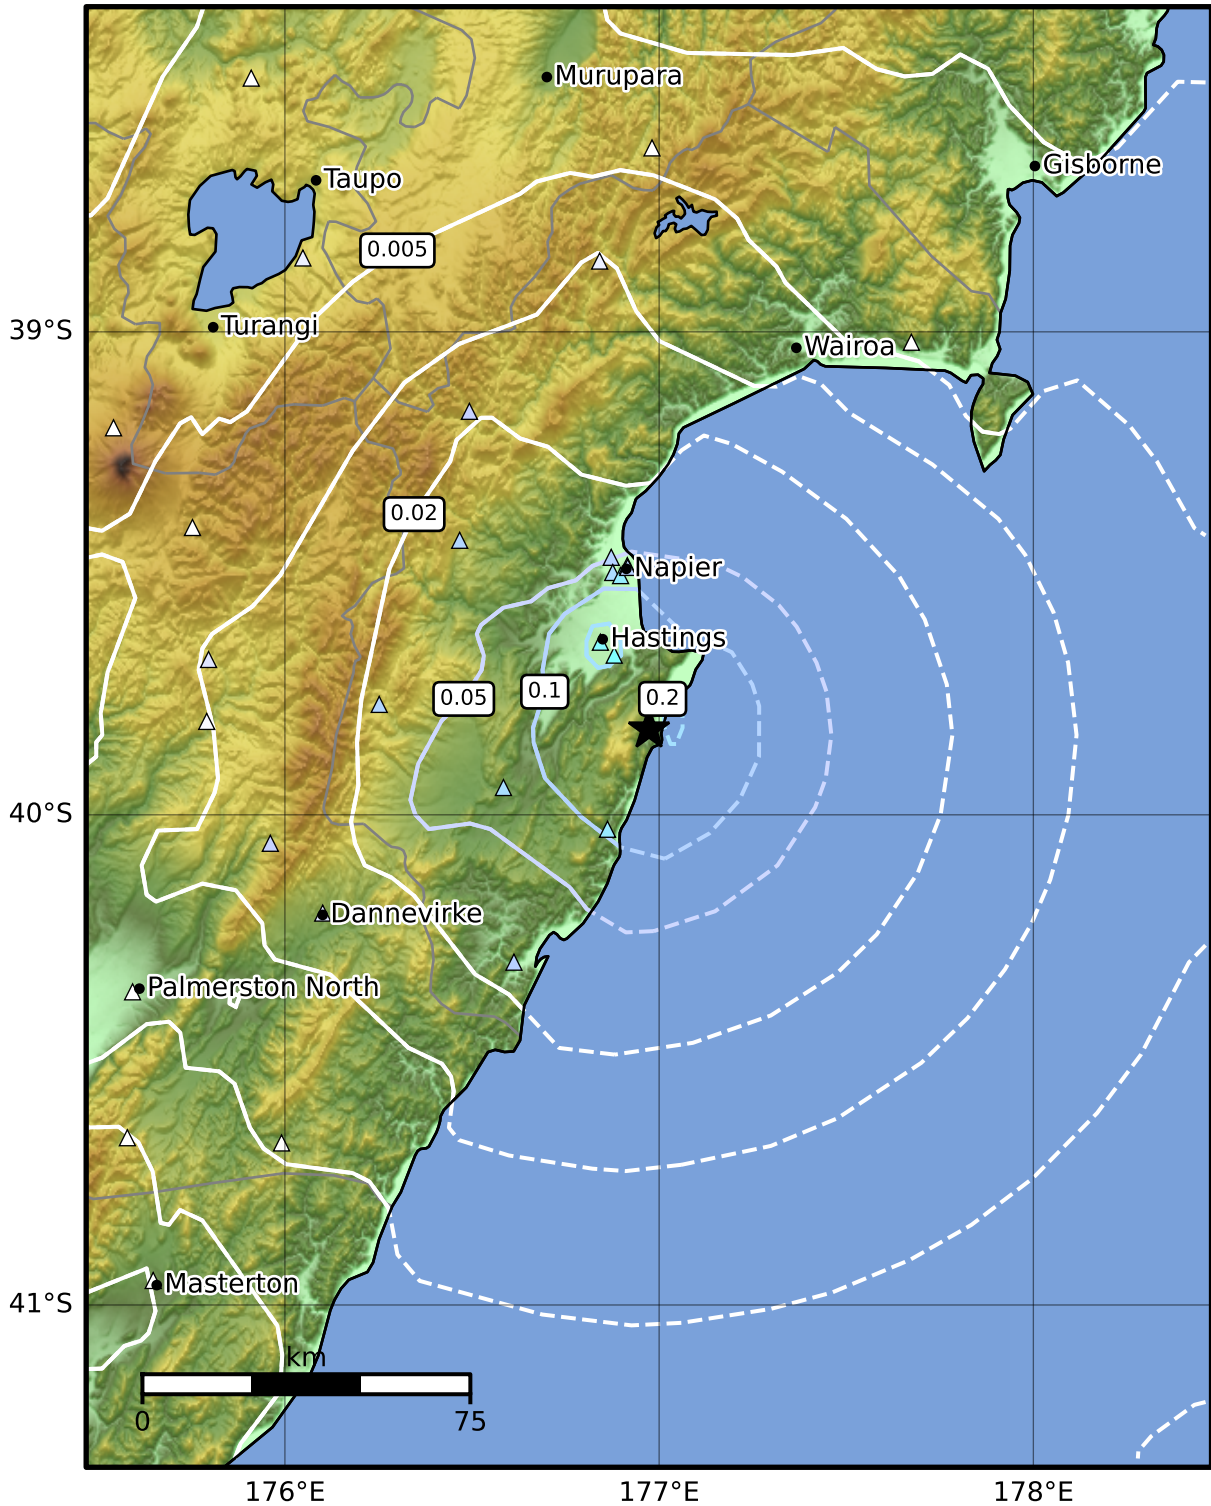 Murupara
Gisborne
Taupo
0.005
Turangi
39°S
Wairoa
0.02
Napier
Hastings
0.05
0.1
0.2
40°S
Dannevirke
Palmerston North
Masterton
41°S
km
0
75
176°E
177°E
178°E